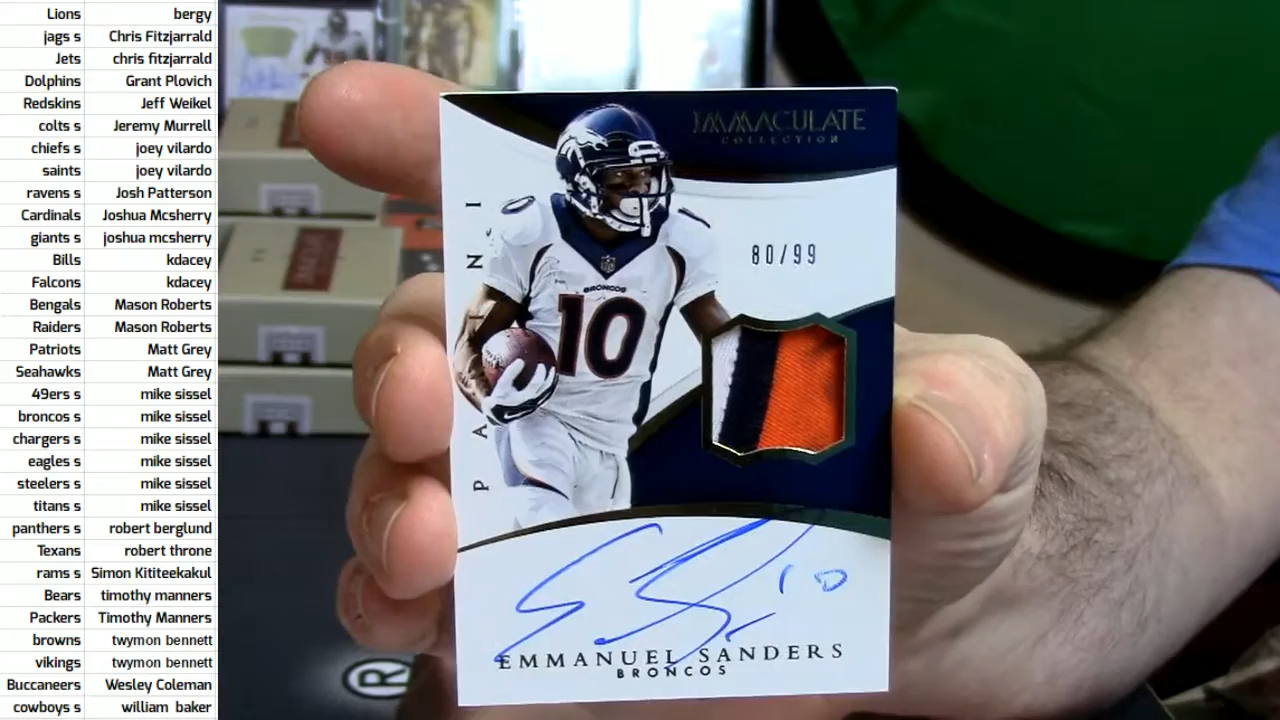 Lions bergy
jags s Chris Fitzjarrald
Jets chris fitzjarrald
Dolphins Grant Plovich
Redskins Jeff Weikel
colts s Jeremy Murrell
chiefs s joey vilardo
saints joey vilardo
ravens s Josh Patterson
Cardinals Joshua Mcsherry
giants s joshua mcsherry
Bills kdacey
Falcons kdacey
Bengals Mason Roberts
Raiders Mason Roberts
Patriots Matt Grey
Seahawks Matt Grey
49ers s mike sissel
broncos s mike sissel
chargers s mike sissel
eagles s mike sissel
steelers s mike sissel
titans s mike sissel
panthers s robert berglund
Texans robert throne
rams s Simon Kititeekakul
Bears timothy manners
Packers Timothy Manners
browns twymon bennett
vikings twymon bennett
Buccaneers Wesley Coleman
cowboys s william baker
IMMACULATE
COLLECTION
PANINI
80/99
BRONCOS
10
10
EMMANUEL SANDERS
BRONCOS
®